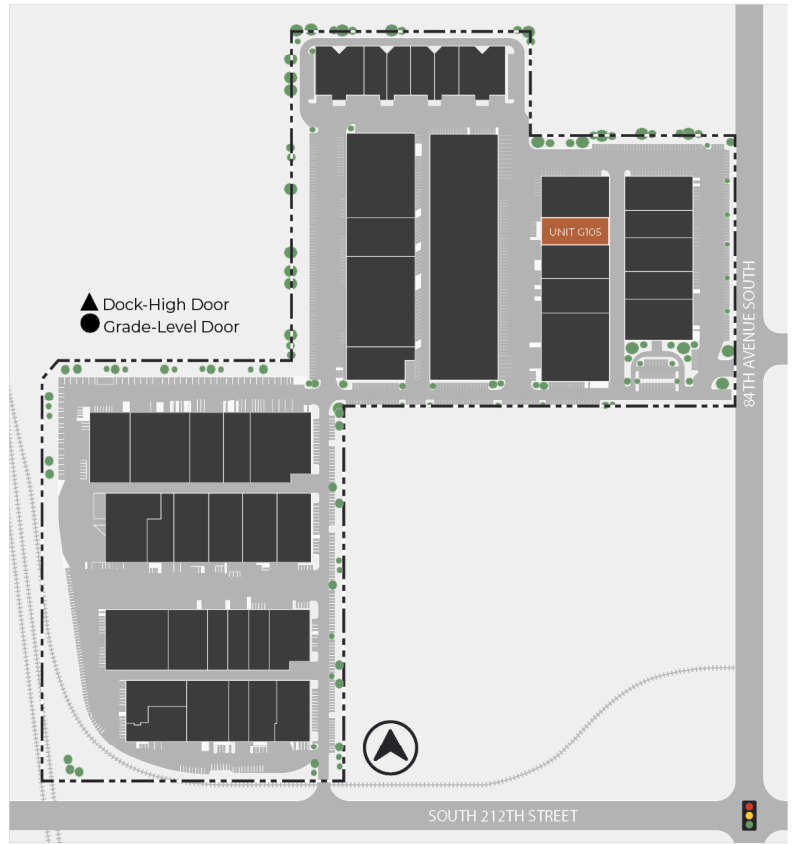 UNIT G105
Dock-High Door
Grade-Level Door
84TH AVENUE SOUTH
SOUTH 212TH STREET